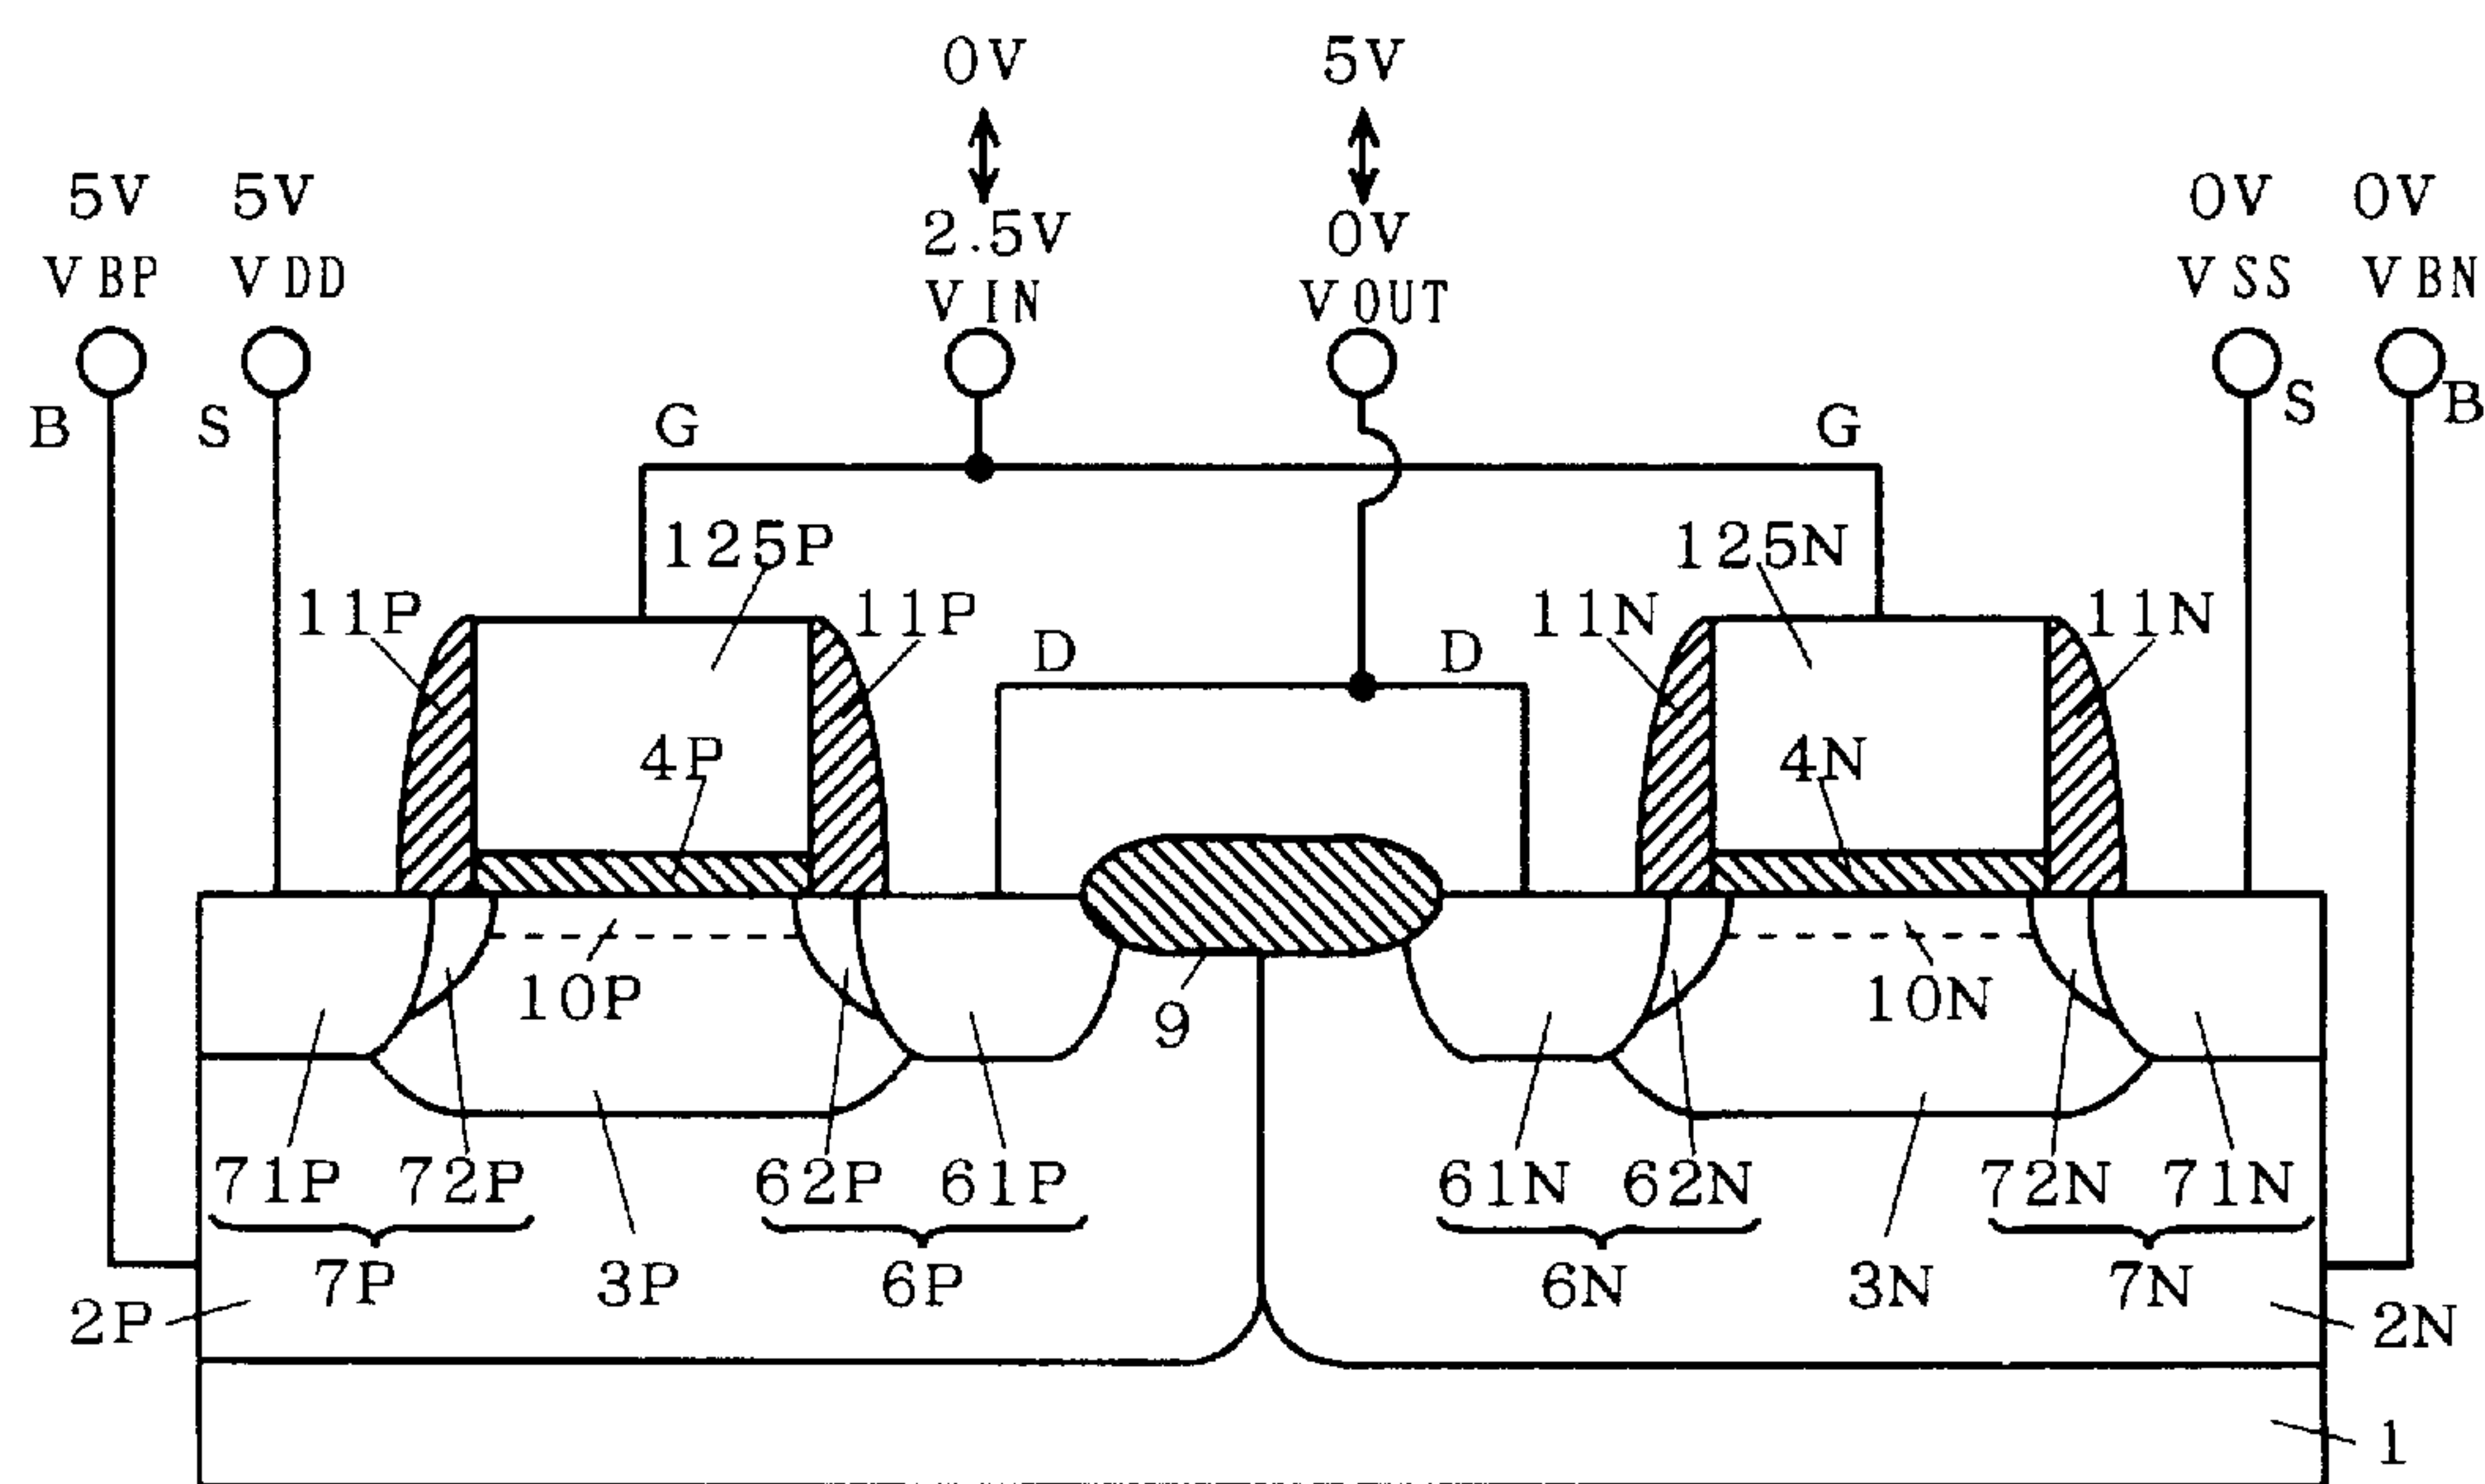 0V 5V
5V 5V 2.5V 0V 0V 0V
VBP VDD VIN VOUT VSS VBN
B S G G S B
125P 125N
11P 11P 11N 11N
D D
4P 4N
10P 9 10N
71P 72P 62P 61P 61N 62N 72N 71N
7P 3P 6P 6N 3N 7N
2P 2N
1